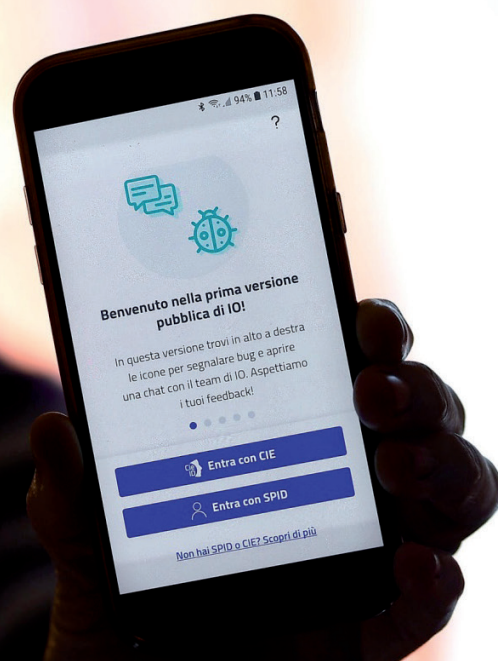 94% 11:58
?
Benvenuto nella prima versione
pubblica di IO!
In questa versione trovi in alto a destra
le icone per segnalare bug e aprire
una chat con il team di IO. Aspettiamo
i tuoi feedback!
Entra con CIE
Entra con SPID
Non hai SPID o CIE? Scopri di più